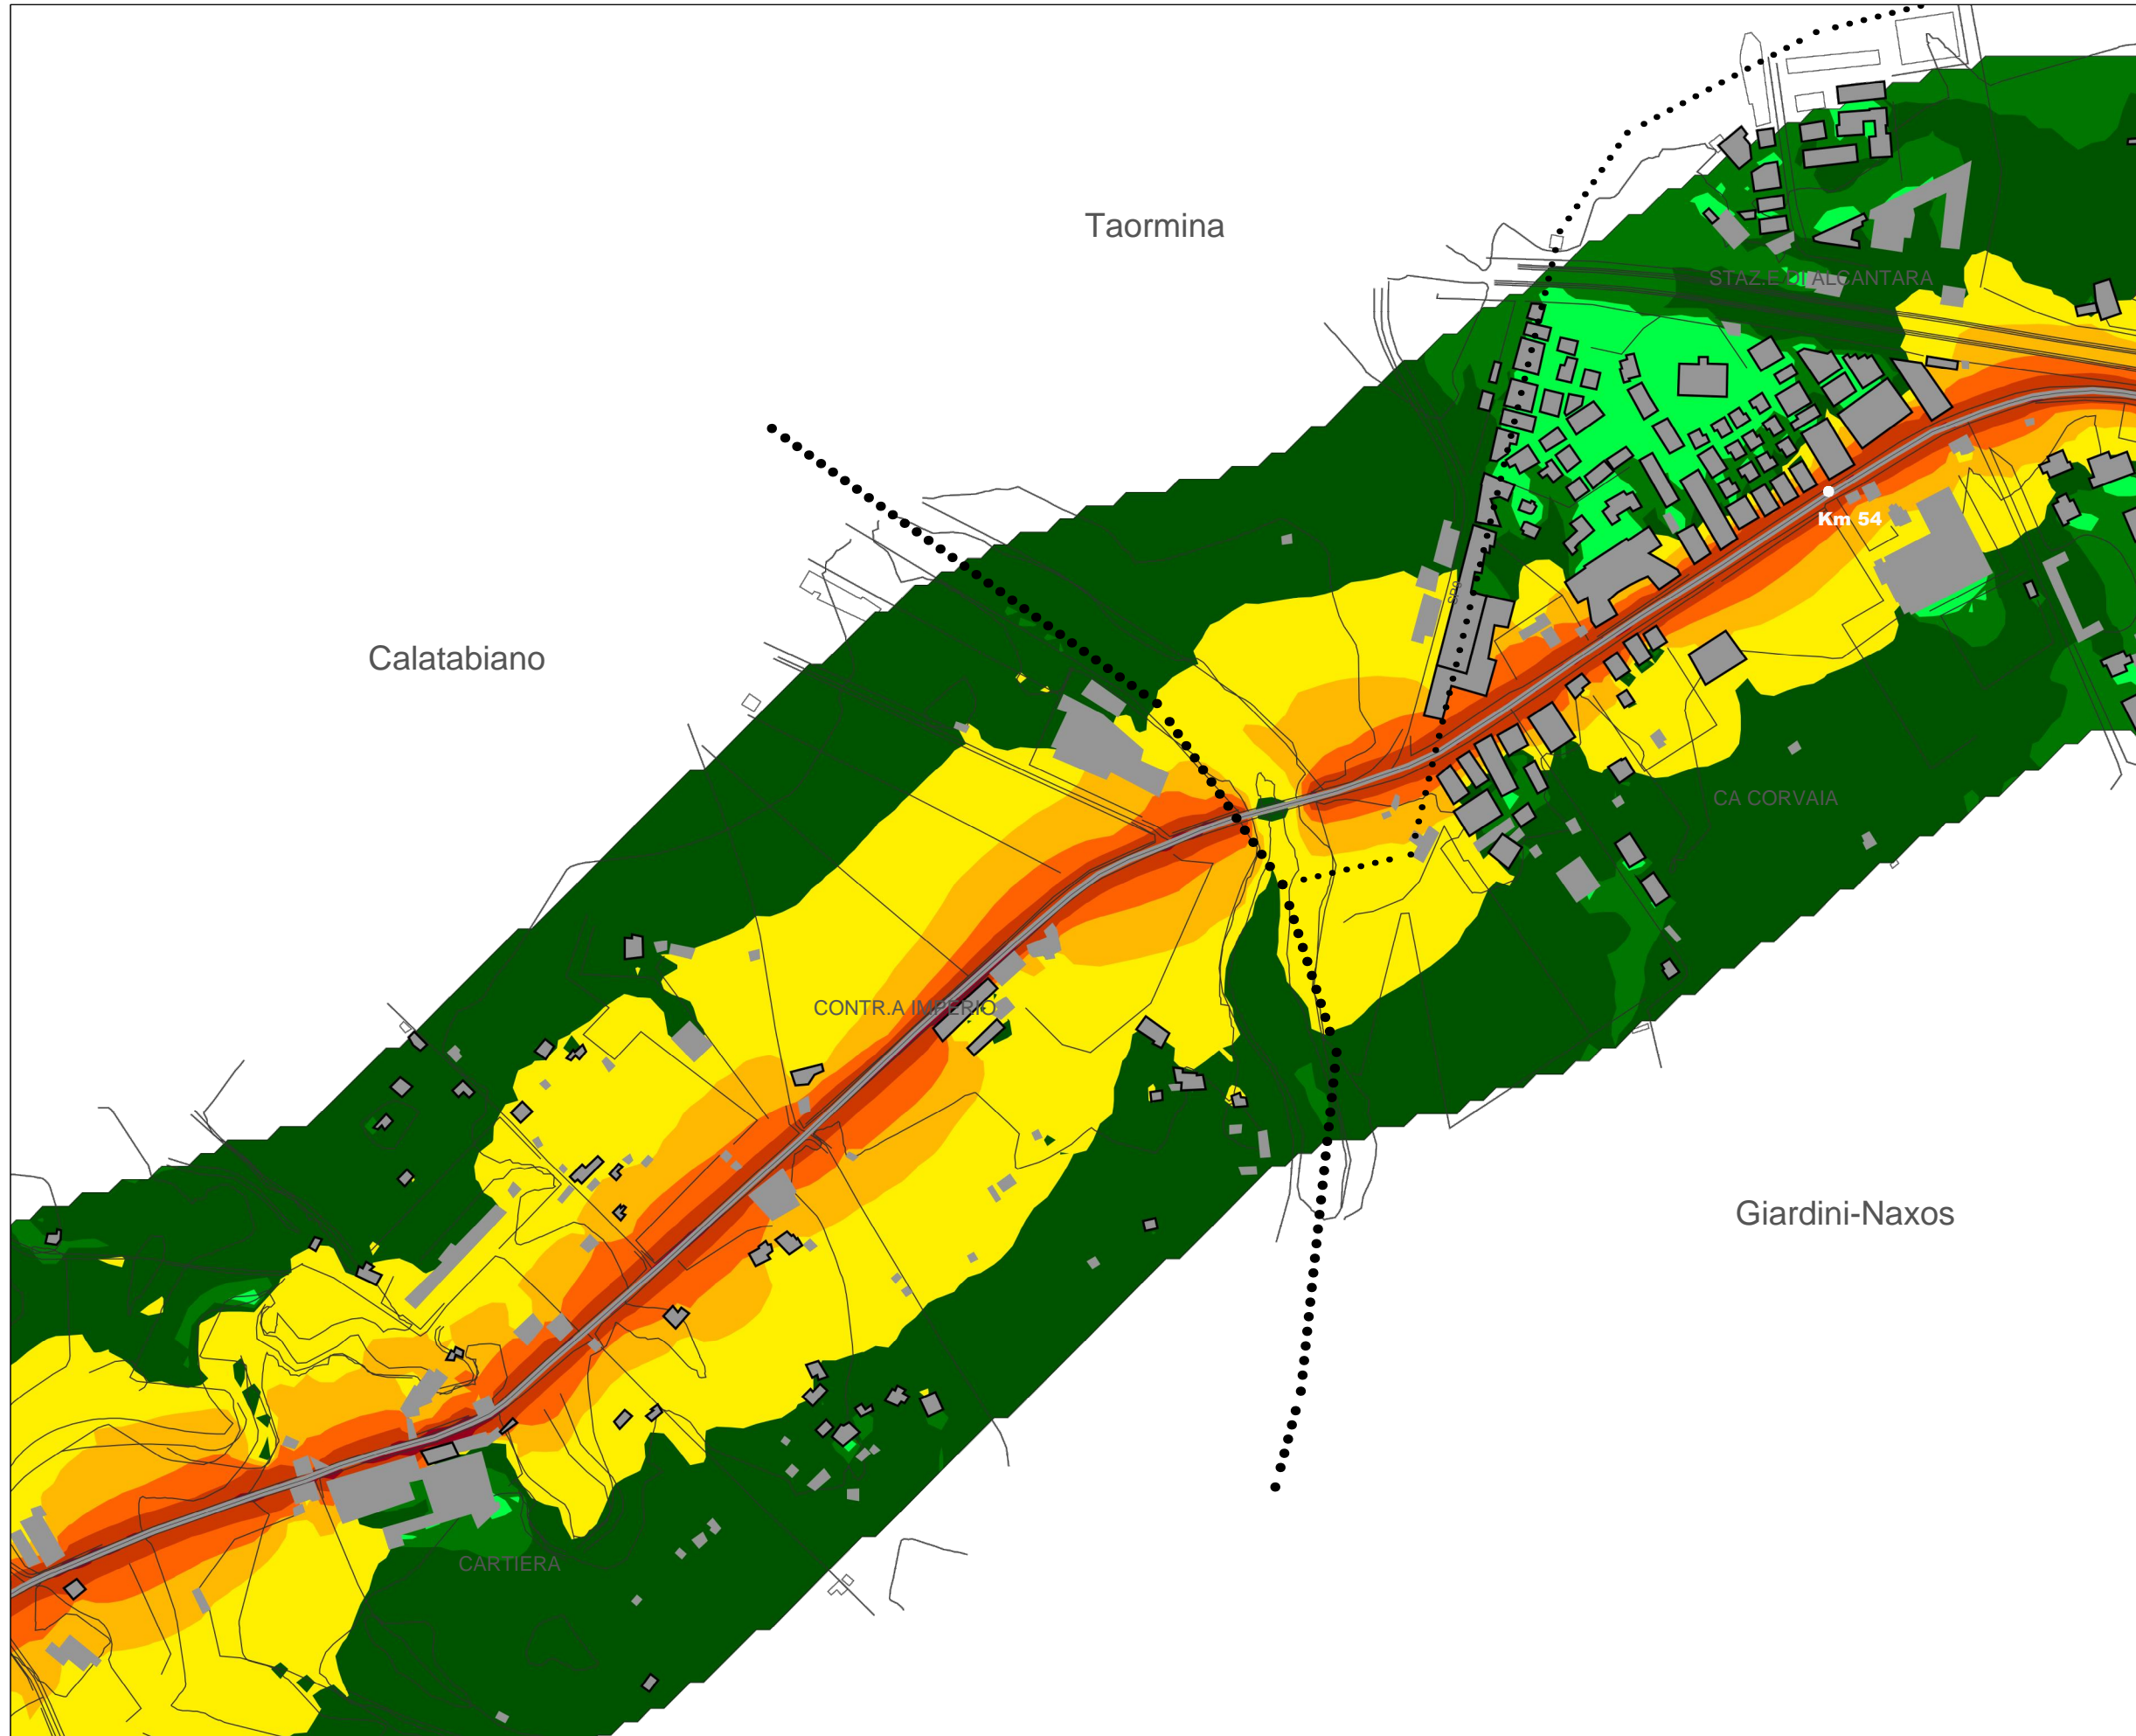 Taormina
STAZ.E DI ALCANTARA
Km 54
Calatabiano
CA CORVAIA
CONTR.A IMPERIO
Giardini-Naxos
CARTIERA